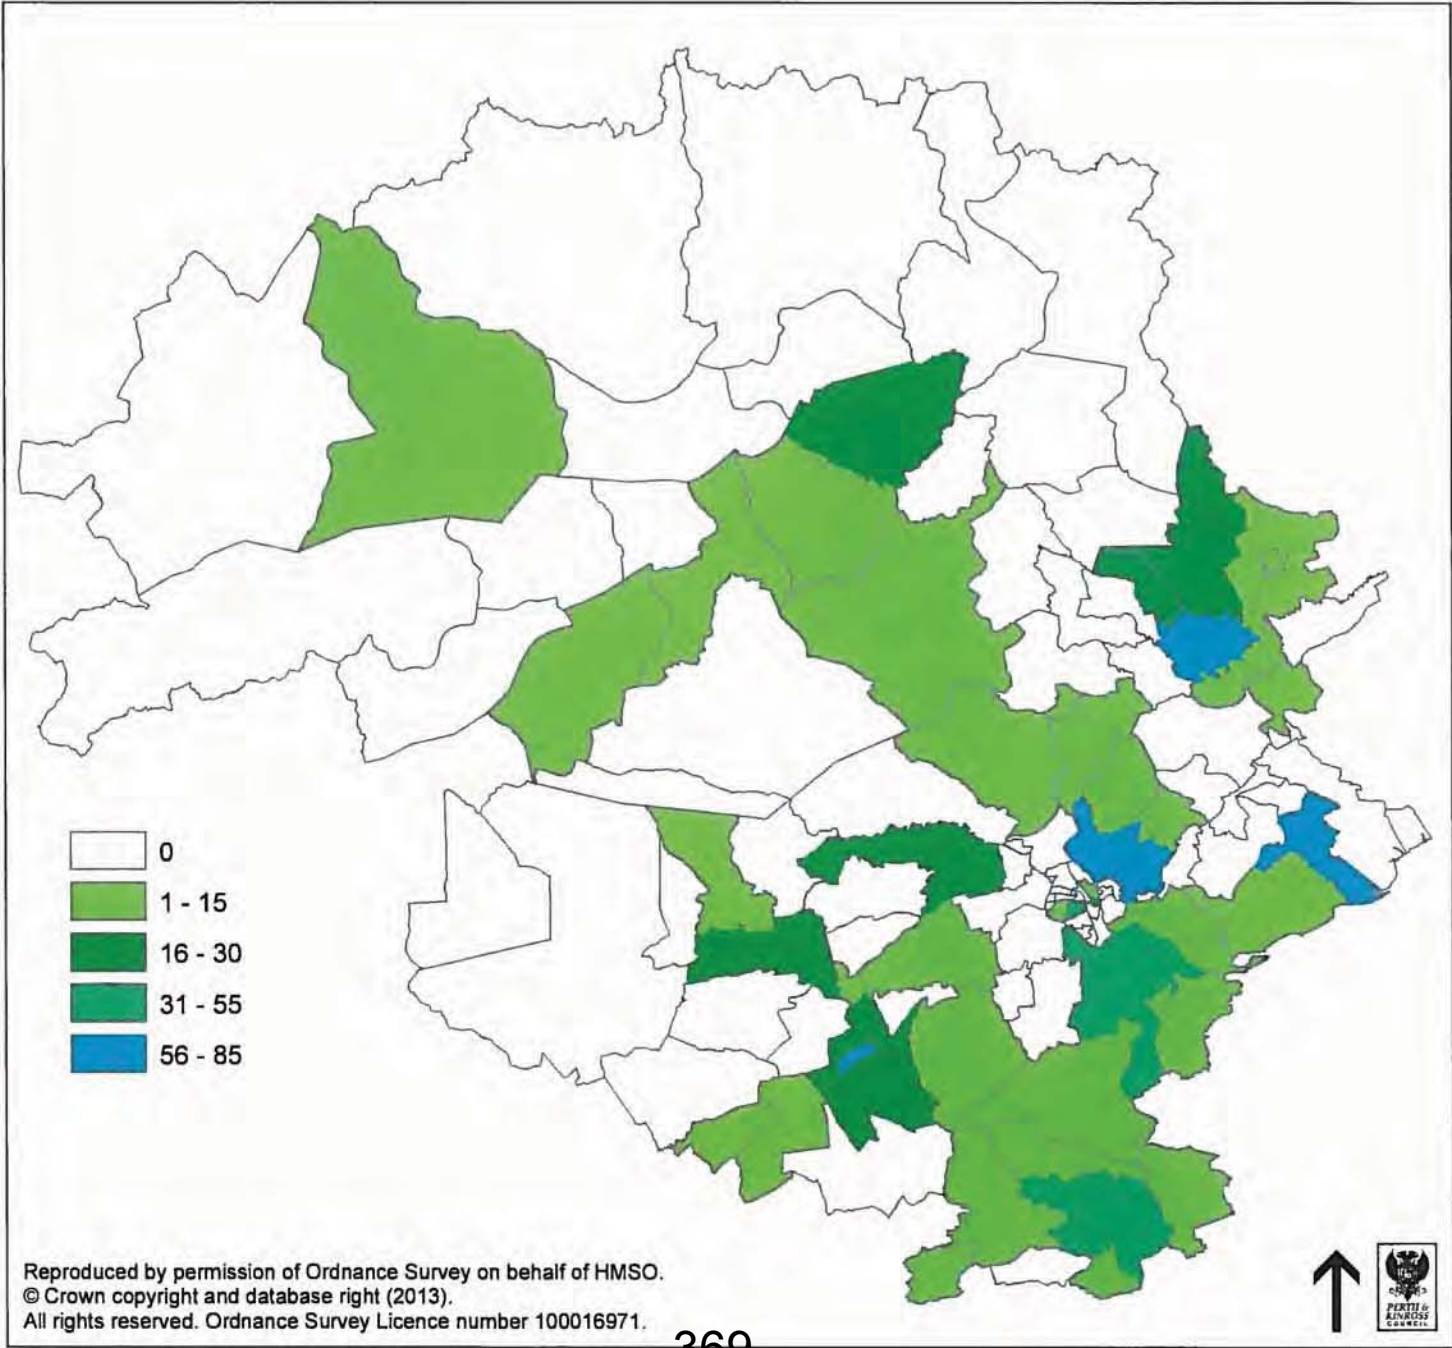 0
1 - 15
16 - 30
31 - 55
56 - 85
Reproduced by permission of Ordnance Survey on behalf of HMSO.
© Crown copyright and database right (2013).
All rights reserved. Ordnance Survey Licence number 100016971.
369
PERTH &
KINROSS
COUNCIL